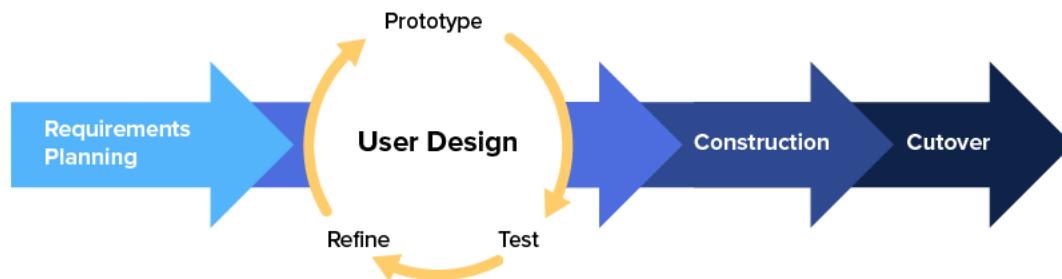 Prototype
Requirements
Planning
User Design
Construction
Cutover
Refine
Test